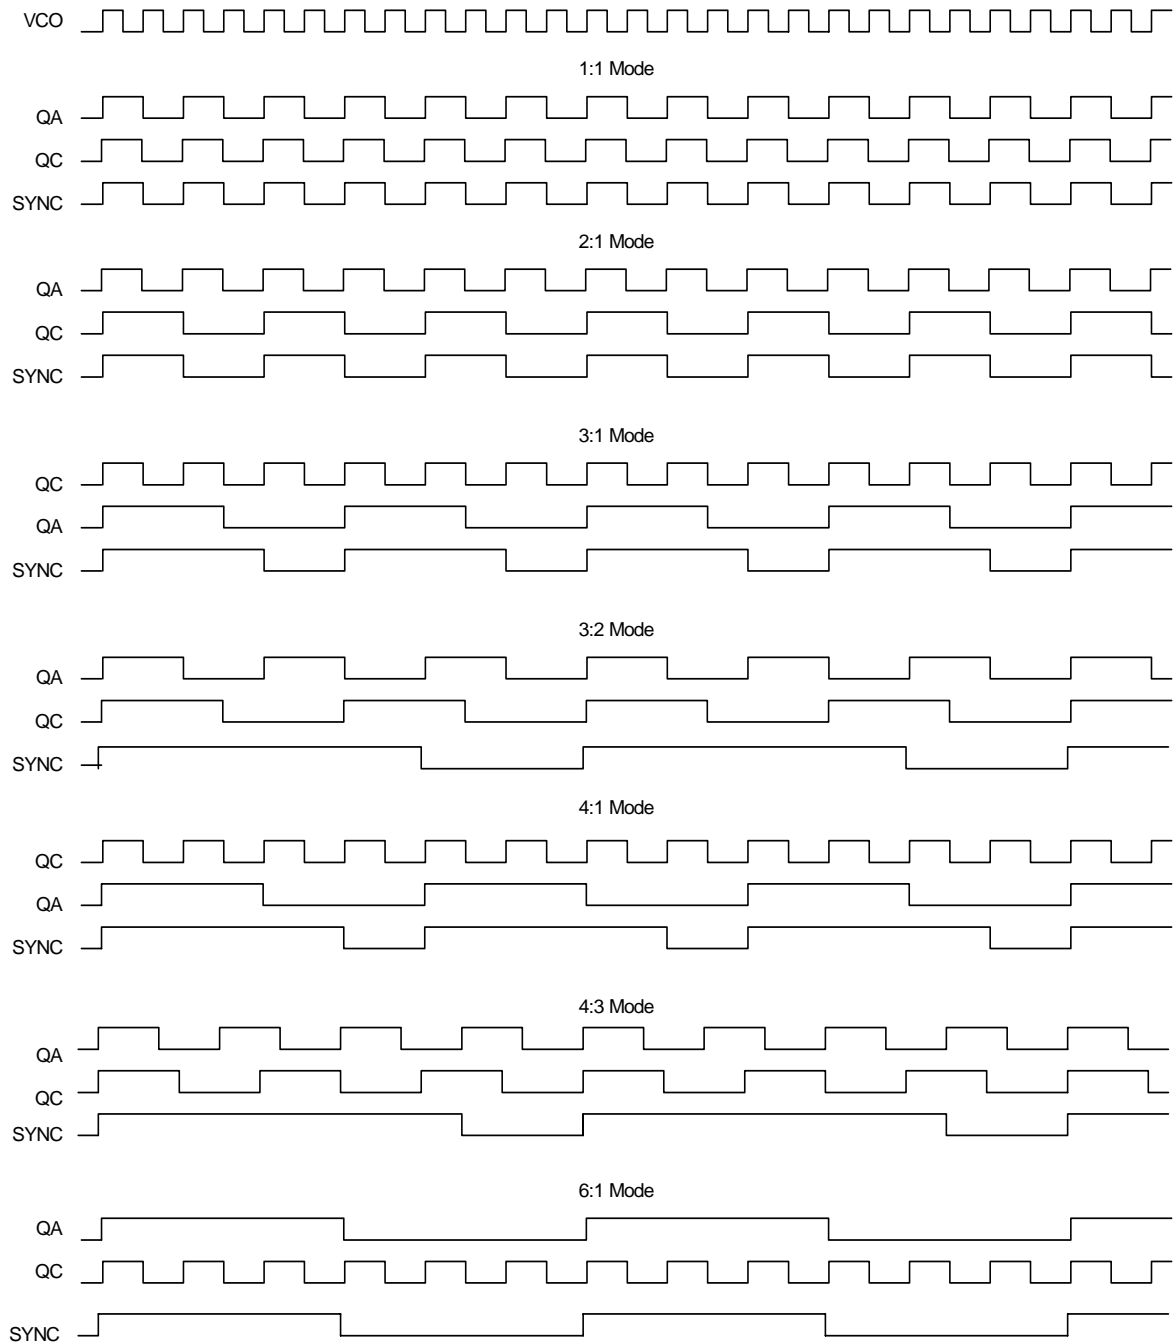 VCO
1:1 Mode
QA
QC
SYNC
2:1 Mode
QA
QC
SYNC
3:1 Mode
QC
QA
SYNC
3:2 Mode
QA
QC
SYNC
4:1 Mode
QC
QA
SYNC
4:3 Mode
QA
QC
SYNC
6:1 Mode
QA
QC
SYNC